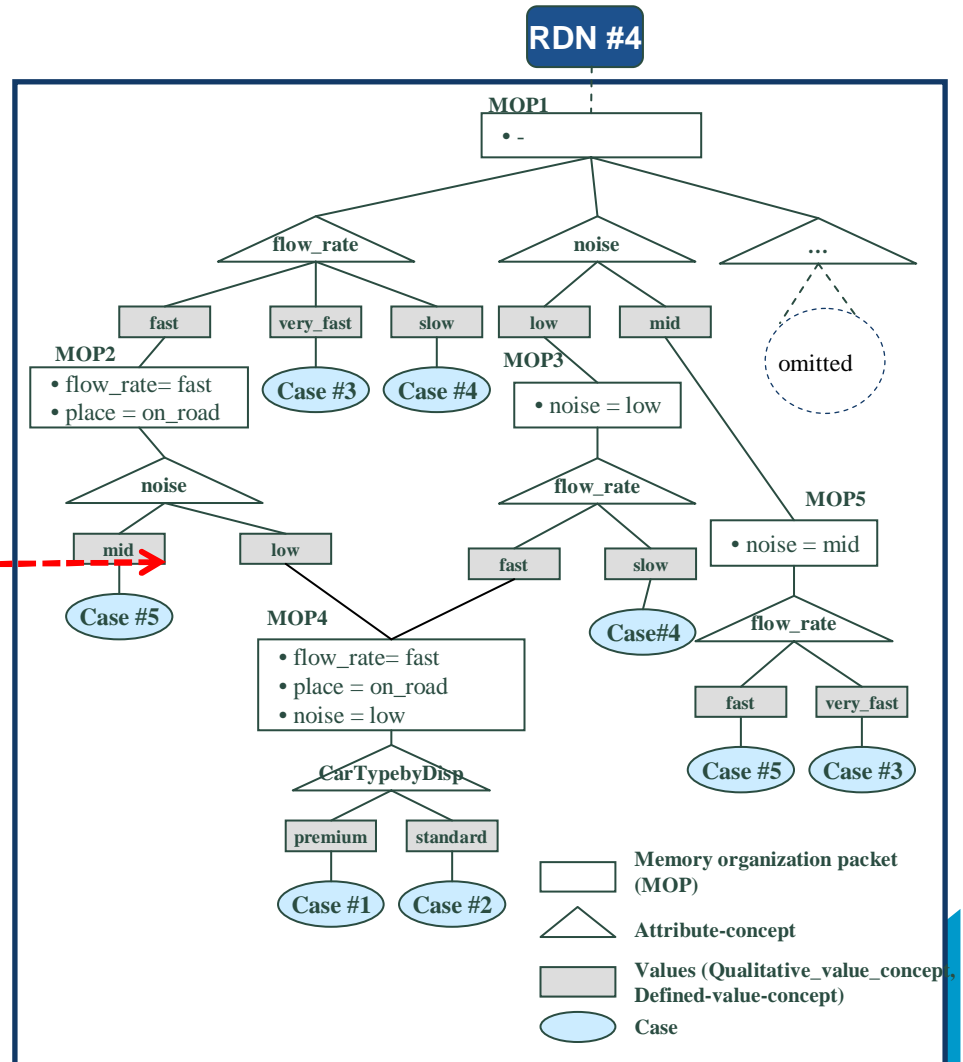 RDN #4
MOP1
• -
flow_rate
noise
...
fast
very_fast
slow
low
mid
omitted
MOP2
• flow_rate= fast
• place = on_road
Case #3
Case #4
MOP3
• noise = low
noise
flow_rate
MOP5
• noise = mid
mid
low
fast
slow
Case #5
MOP4
• flow_rate= fast
• place = on_road
• noise = low
Case#4
flow_rate
fast
very_fast
CarTypebyDisp
Case #5
Case #3
premium
standard
Case #1
Case #2
Memory organization packet
(MOP)
Attribute-concept
Values (Qualitative_value_concept,
Defined-value-concept)
Case